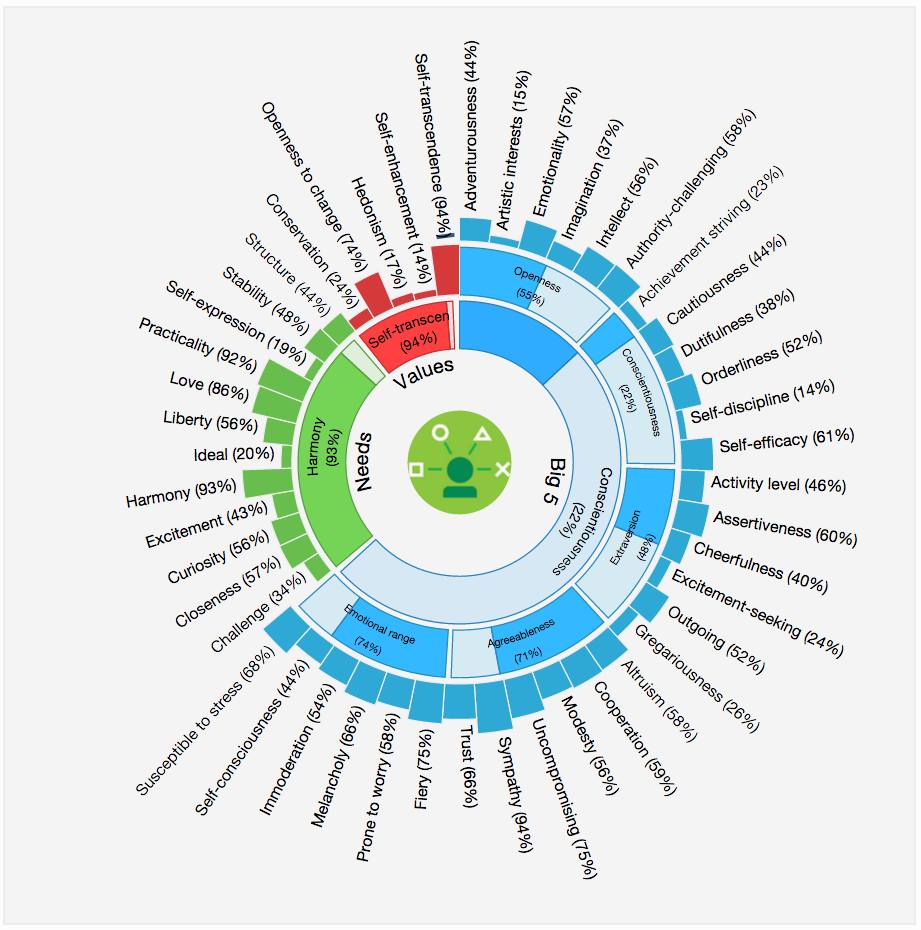 Adventurousness (44%)
Artistic interests (15%)
Emotionality (57%)
Imagination (37%)
Intellect (56%)
Authority-challenging (58%)
Achievement striving (23%)
Cautiousness (44%)
Dutifulness (38%)
Orderliness (52%)
Self-discipline (14%)
Self-efficacy (61%)
Activity level (46%)
Assertiveness (60%)
Cheerfulness (40%)
Excitement-seeking (24%)
Outgoing (52%)
Gregariousness (26%)
Altruism (58%)
Cooperation (59%)
Modesty (56%)
Uncompromising (75%)
Sympathy (94%)
Trust (66%)
Fiery (75%)
Prone to worry (58%)
Melancholy (66%)
Immoderation (54%)
Self-consciousness (44%)
Susceptible to stress (68%)
Challenge (34%)
Closeness (57%)
Curiosity (56%)
Excitement (43%)
Harmony (93%)
Ideal (20%)
Liberty (56%)
Love (86%)
Practicality (92%)
Self-expression (19%)
Stability (48%)
Structure (44%)
Conservation (24%)
Openness to change (74%)
Hedonism (17%)
Self-enhancement (14%)
Self-transcendence (94%)
Openness
(55%)
Conscientiousness
(22%)
Extraversion
(48%)
Agreeableness
(71%)
Emotional range
(74%)
Harmony
(93%)
Self-transcen
(94%)
Conscientiousness
(22%)
Values
Needs
Big 5